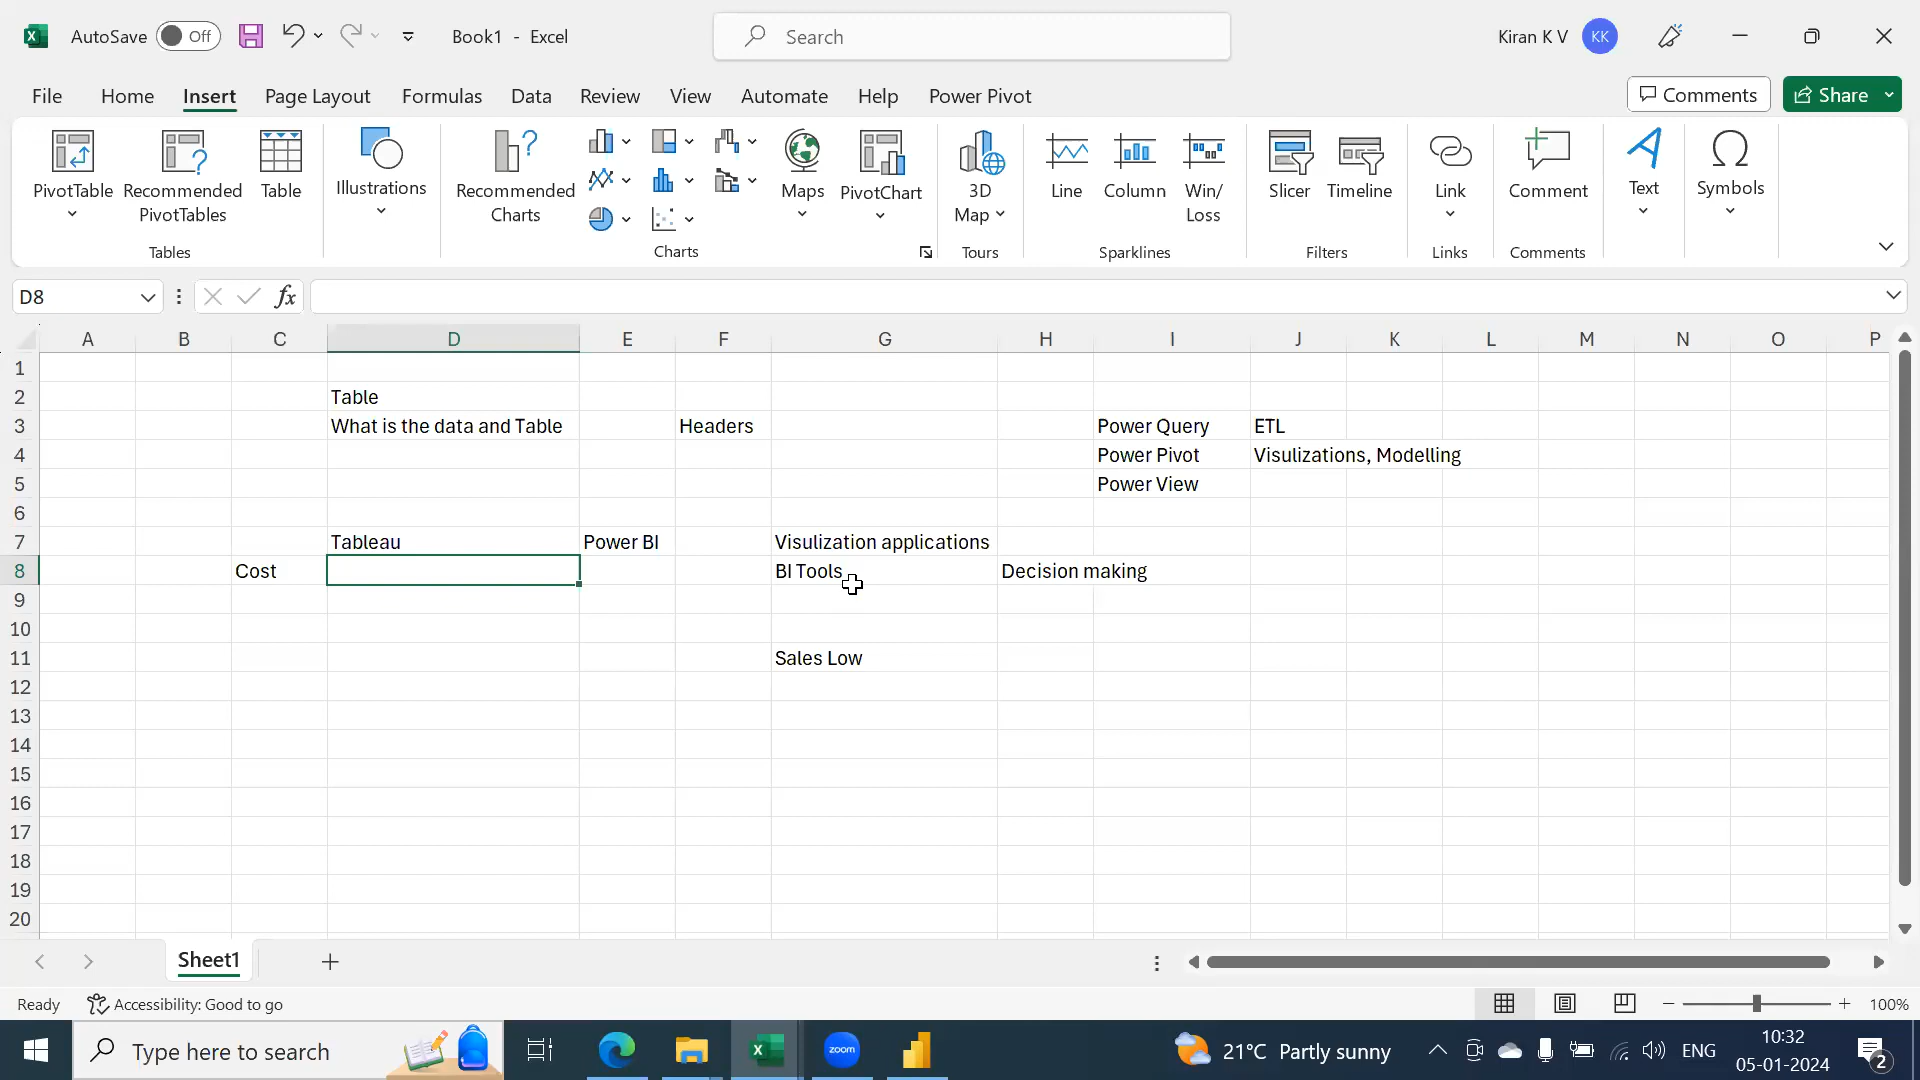 AutoSave Off Book1 - Excel Search Kiran K V KK
File Home Insert Page Layout Formulas Data Review View Automate Help Power Pivot Comments Share
PivotTable Recommended PivotTables Table
Tables
Illustrations
Recommended Charts Maps PivotChart
Charts
3D Map
Tours
Line Column Win/Loss
Sparklines
Slicer Timeline
Filters
Link
Links
Comment
Comments
Text
Symbols
D8 fx
A B C D E F G H I J K L M N O P
1
2 Table
3 What is the data and Table Headers Power Query ETL
4 Power Pivot Visulizations, Modelling
5 Power View
6
7 Tableau Power BI Visulization applications
8 Cost BI Tools Decision making
9
10
11 Sales Low
12
13
14
15
16
17
18
19
20
Sheet1
Ready Accessibility: Good to go 100%
Type here to search zoom 21°C Partly sunny ENG 10:32
05-01-2024 2